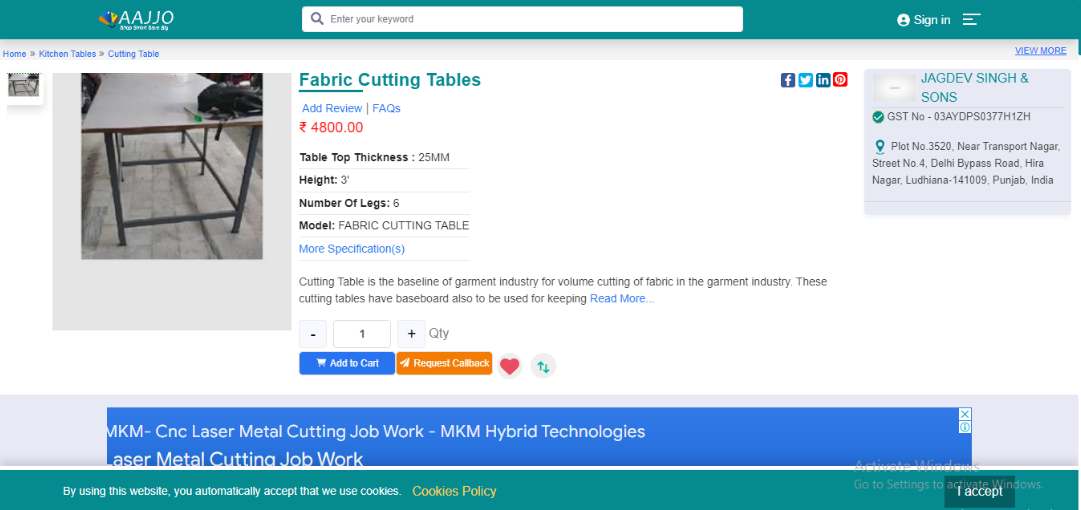 AAJJO
Shop Smart Save Big
Enter your keyword
Sign in
Home » Kitchen Tables » Cutting Table
VIEW MORE
Fabric Cutting Tables
Add Review | FAQs
₹ 4800.00
Table Top Thickness : 25MM
Height: 3'
Number Of Legs: 6
Model: FABRIC CUTTING TABLE
More Specification(s)
Cutting Table is the baseline of garment industry for volume cutting of fabric in the garment industry. These
cutting tables have baseboard also to be used for keeping Read More...
- 1 + Qty
Add to Cart
Request Callback
JAGDEV SINGH &
SONS
GST No - 03AYDPS0377H1ZH
Plot No.3520, Near Transport Nagar,
Street No.4, Delhi Bypass Road, Hira
Nagar, Ludhiana-141009, Punjab, India
MKM- Cnc Laser Metal Cutting Job Work - MKM Hybrid Technologies
aser Metal Cutting Job Work
By using this website, you automatically accept that we use cookies. Cookies Policy
I accept
Activate Windows
Go to Settings to activate Windows.